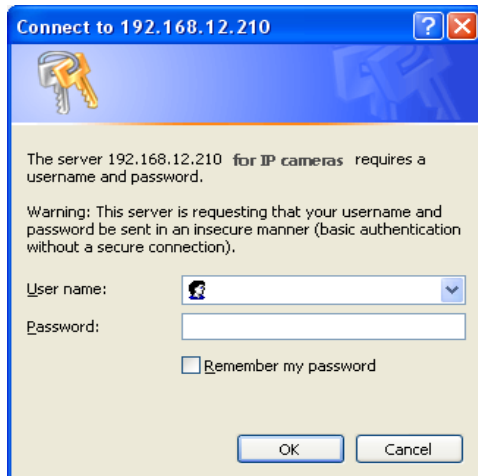 Connect to 192.168.12.210
?
The server 192.168.12.210 for IP cameras requires a
username and password.
Warning: This server is requesting that your username and
password be sent in an insecure manner (basic authentication
without a secure connection).
User name:
Password:
Remember my password
OK Cancel